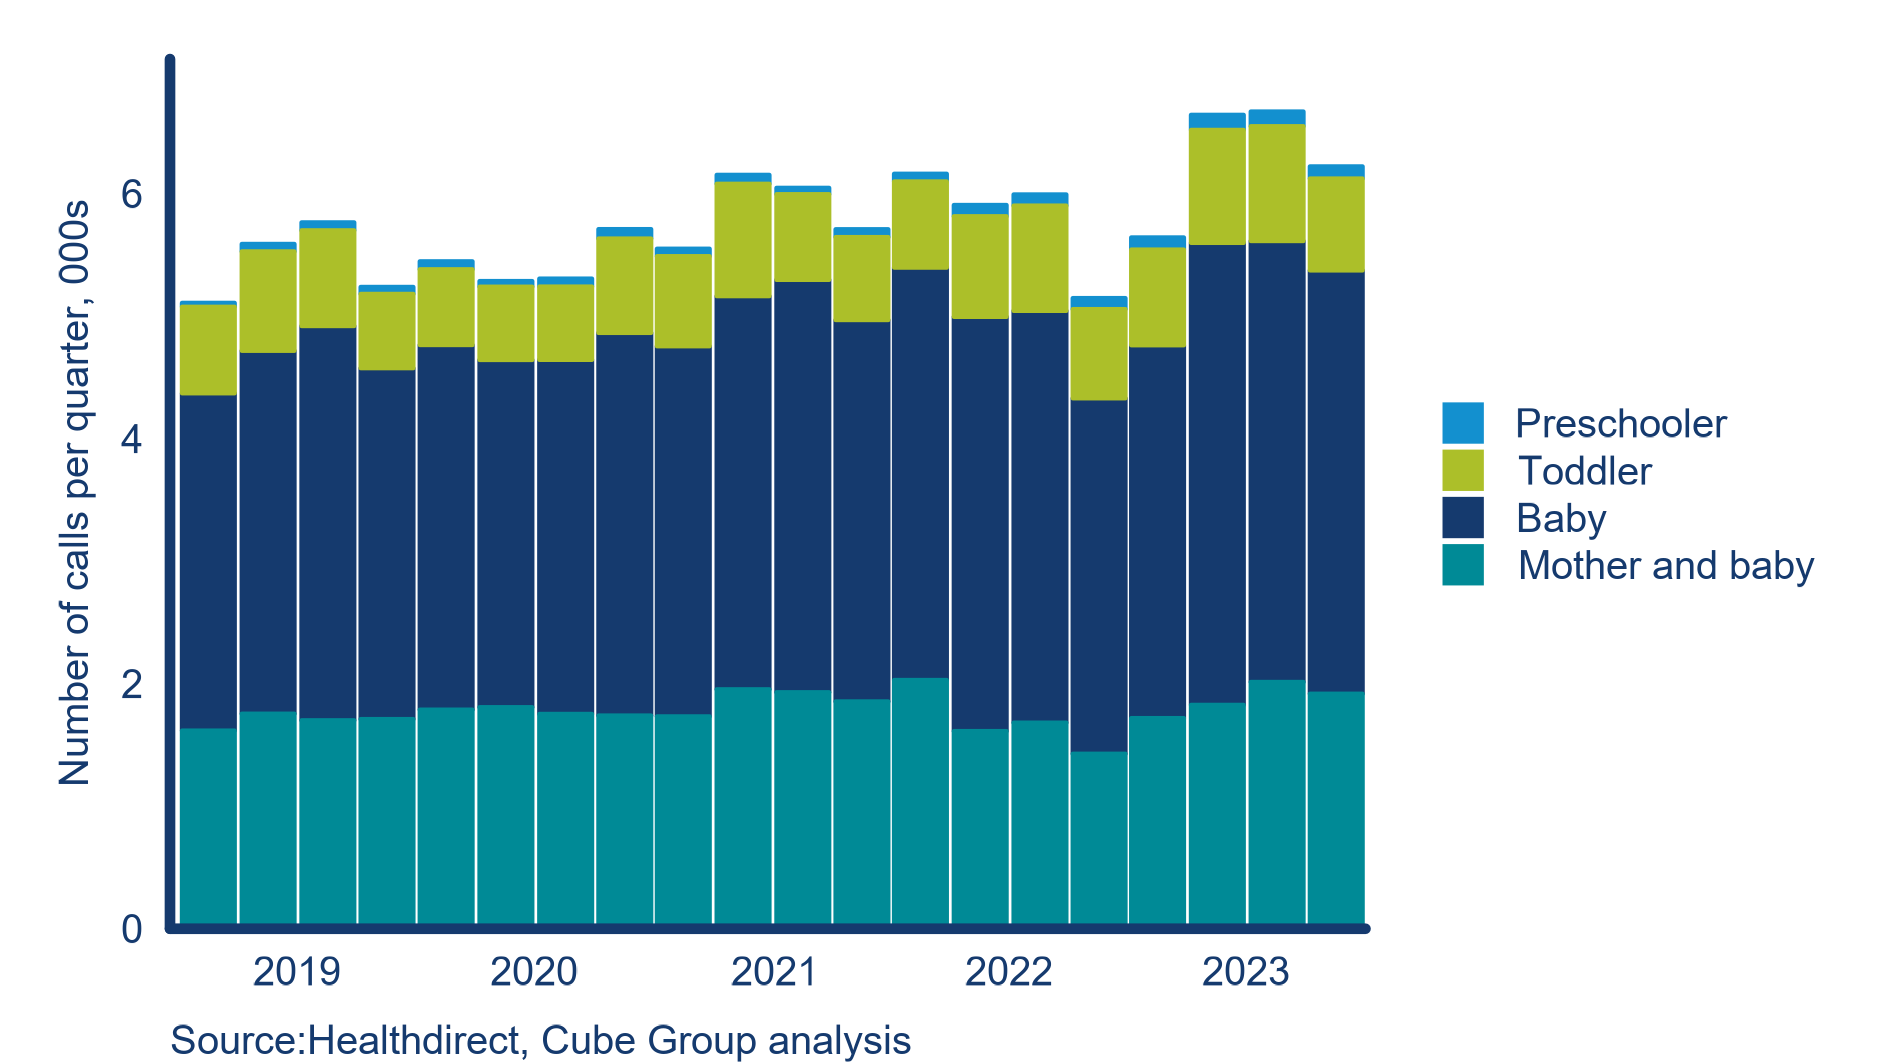 Number of calls per quarter, 000s
6
4
2
0
2019 2020 2021 2022 2023
Preschooler
Toddler
Baby
Mother and baby
Source:Healthdirect, Cube Group analysis